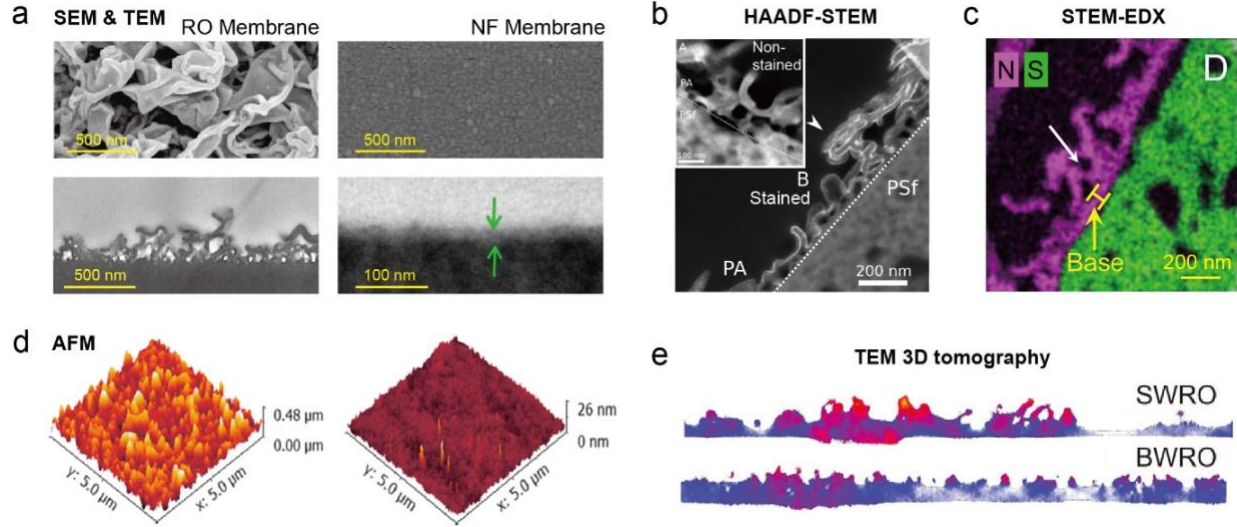 a
SEM & TEM
RO Membrane
NF Membrane
500 nm
500 nm
500 nm
100 nm
b
HAADF-STEM
A
Non-
stained
PA
PSf
100 nm
B
Stained
PSf
PA
200 nm
c
STEM-EDX
N S
D
Base
200 nm
d
AFM
0.48 µm
0.00 µm
y: 5.0 µm
x: 5.0 µm
26 nm
0 nm
y: 5.0 µm
x: 5.0 µm
e
TEM 3D tomography
SWRO
BWRO